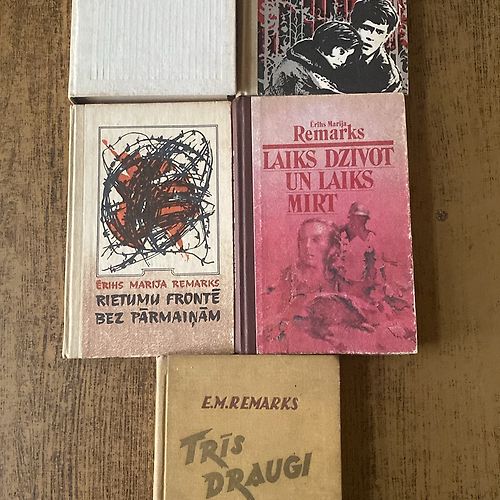 ĒRIHS MARIJA REMARKS
RIETUMU FRONTĒ
BEZ PĀRMAIŅĀM
Ērihs Marija
Remarks
LAIKS DZĪVOT
UN LAIKS
MIRT
E.M.REMARKS
TRĪS
DRAUGI